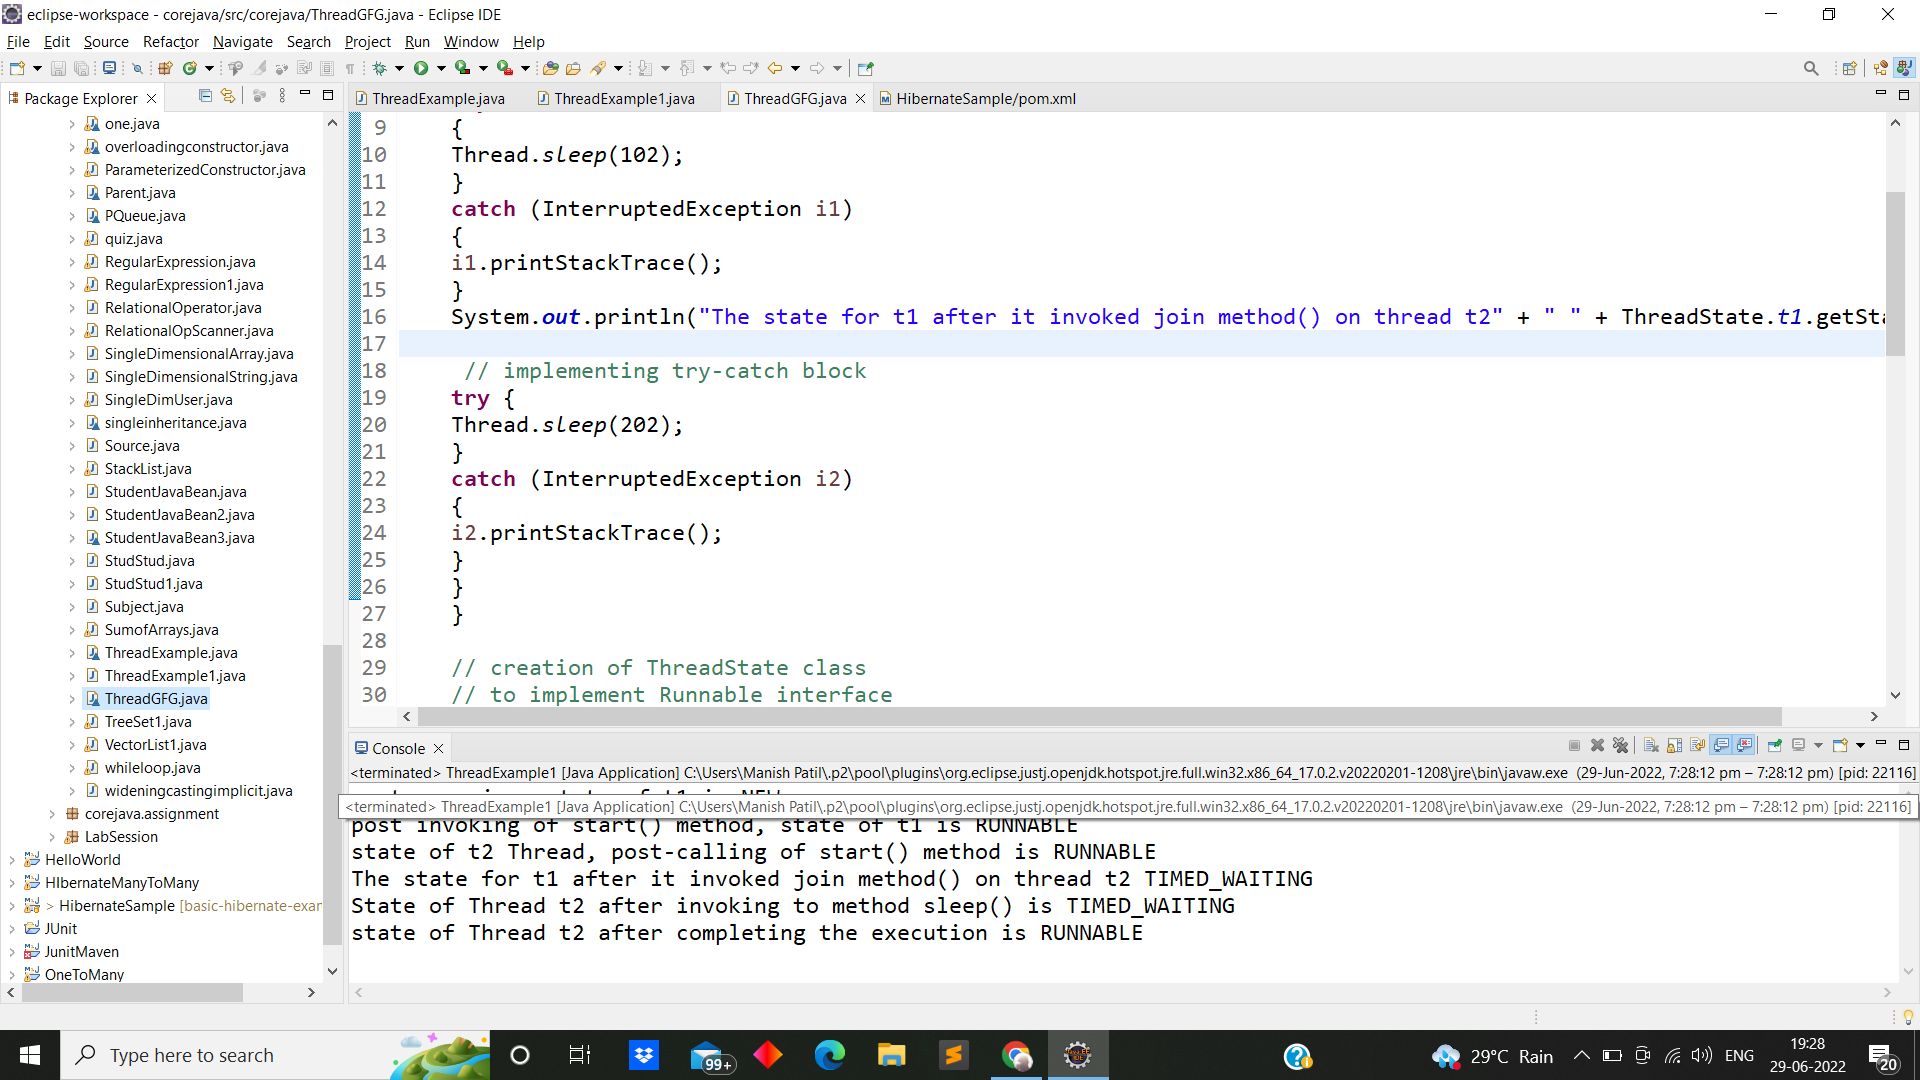 eclipse-workspace - corejava/src/corejava/ThreadGFG.java - Eclipse IDE
File Edit Source Refactor Navigate Search Project Run Window Help
Package Explorer
ThreadExample.java ThreadExample1.java ThreadGFG.java HibernateSample/pom.xml
one.java
overloadingconstructor.java
ParameterizedConstructor.java
Parent.java
PQueue.java
quiz.java
RegularExpression.java
RegularExpression1.java
RelationalOperator.java
RelationalOpScanner.java
SingleDimensionalArray.java
SingleDimensionalString.java
SingleDimUser.java
singleinheritance.java
Source.java
StackList.java
StudentJavaBean.java
StudentJavaBean2.java
StudentJavaBean3.java
StudStud.java
StudStud1.java
Subject.java
SumofArrays.java
ThreadExample.java
ThreadExample1.java
ThreadGFG.java
TreeSet1.java
VectorList1.java
whileloop.java
wideningcastingimplicit.java
corejava.assignment
LabSession
HelloWorld
HIbernateManyToMany
> HibernateSample [basic-hibernate-exar
JUnit
JunitMaven
OneToMany
9 {
10 Thread.sleep(102);
11 }
12 catch (InterruptedException i1)
13 {
14 i1.printStackTrace();
15 }
16 System.out.println("The state for t1 after it invoked join method() on thread t2" + " " + ThreadState.t1.getSta
17
18 // implementing try-catch block
19 try {
20 Thread.sleep(202);
21 }
22 catch (InterruptedException i2)
23 {
24 i2.printStackTrace();
25 }
26 }
27 }
28
29 // creation of ThreadState class
30 // to implement Runnable interface
Console
<terminated> ThreadExample1 [Java Application] C:\Users\Manish Patil\.p2\pool\plugins\org.eclipse.justj.openjdk.hotspot.jre.full.win32.x86_64_17.0.2.v20220201-1208\jre\bin\javaw.exe (29-Jun-2022, 7:28:12 pm – 7:28:12 pm) [pid: 22116]
<terminated> ThreadExample1 [Java Application] C:\Users\Manish Patil\.p2\pool\plugins\org.eclipse.justj.openjdk.hotspot.jre.full.win32.x86_64_17.0.2.v20220201-1208\jre\bin\javaw.exe (29-Jun-2022, 7:28:12 pm – 7:28:12 pm) [pid: 22116]
post invoking of start() method, state of t1 is RUNNABLE
state of t2 Thread, post-calling of start() method is RUNNABLE
The state for t1 after it invoked join method() on thread t2 TIMED_WAITING
State of Thread t2 after invoking to method sleep() is TIMED_WAITING
state of Thread t2 after completing the execution is RUNNABLE
Type here to search
99+
29°C Rain
ENG
19:28
29-06-2022
20